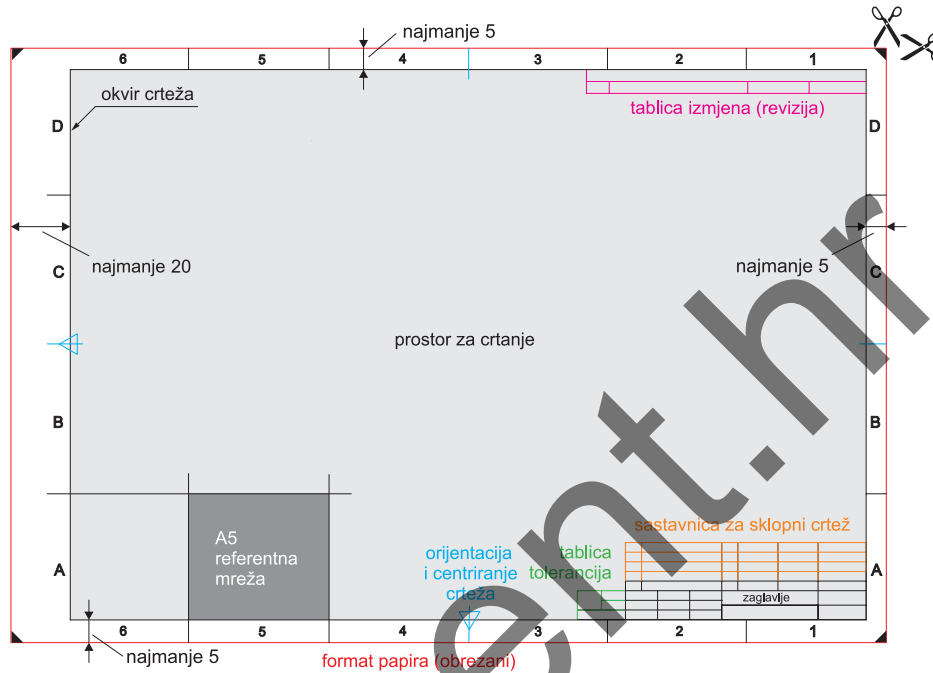 najmanje 5
6 5 4 3 2 1
okvir crteža
tablica izmjena (revizija)
D D
najmanje 20
najmanje 5
C C
prostor za crtanje
B B
A5
referentna
mreža
orijentacija
i centriranje
crteža
tablica
tolerancija
sastavnica za sklopni crtež
zaglavlje
A A
6 5 4 3 2 1
najmanje 5
format papira (obrezani)
ent.hr